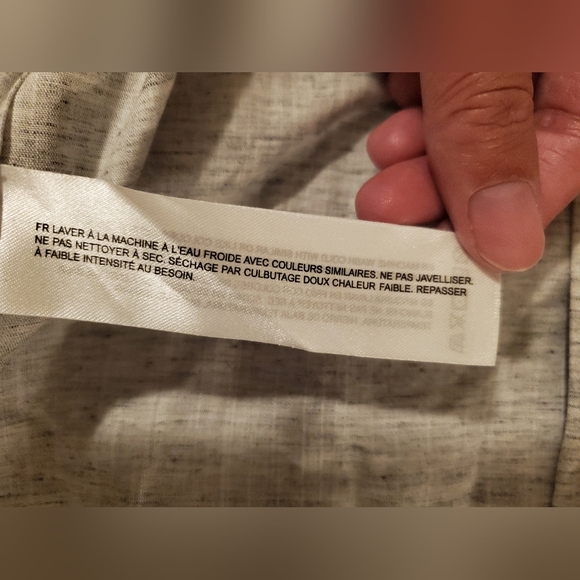 FR LAVER À LA MACHINE À L'EAU FROIDE AVEC COULEURS SIMILAIRES. NE PAS JAVELLISER.
NE PAS NETTOYER À SEC. SÉCHAGE PAR CULBUTAGE DOUX CHALEUR FAIBLE. REPASSER
À FAIBLE INTENSITÉ AU BESOIN.